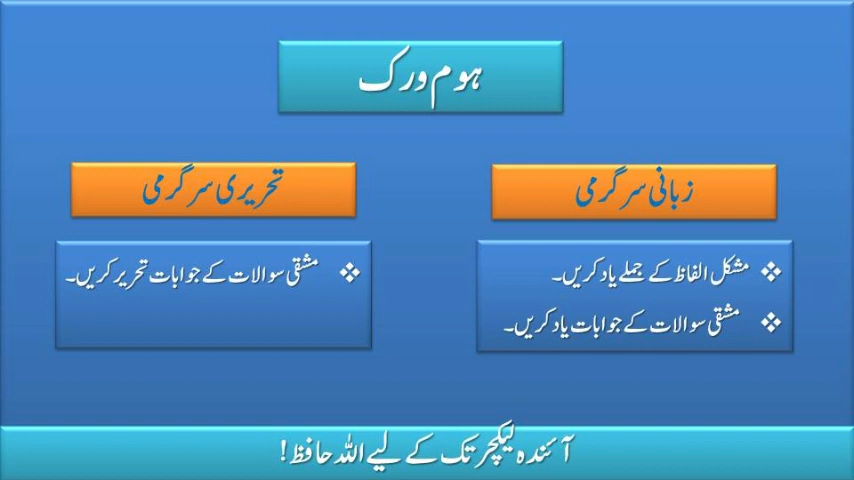 ہوم ورک
زبانی سرگرمی
❖ مشکل الفاظ کے جملے یاد کریں۔
❖ مشقی سوالات کے جوابات یاد کریں۔
تحریری سرگرمی
❖ مشقی سوالات کے جوابات تحریر کریں۔
آئندہ لیکچر تک کے لیے اللہ حافظ!